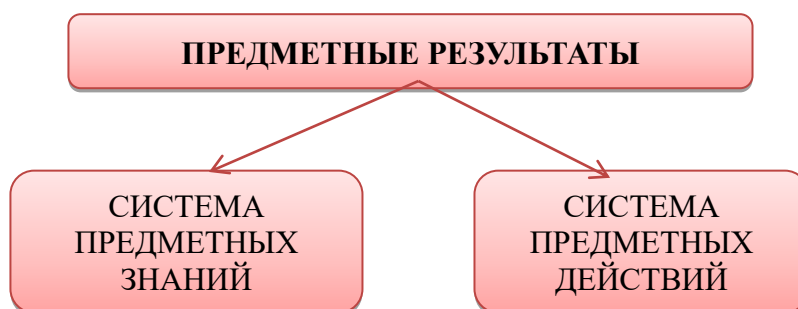 ПРЕДМЕТНЫЕ РЕЗУЛЬТАТЫ
СИСТЕМА
ПРЕДМЕТНЫХ
ЗНАНИЙ
СИСТЕМА
ПРЕДМЕТНЫХ
ДЕЙСТВИЙ